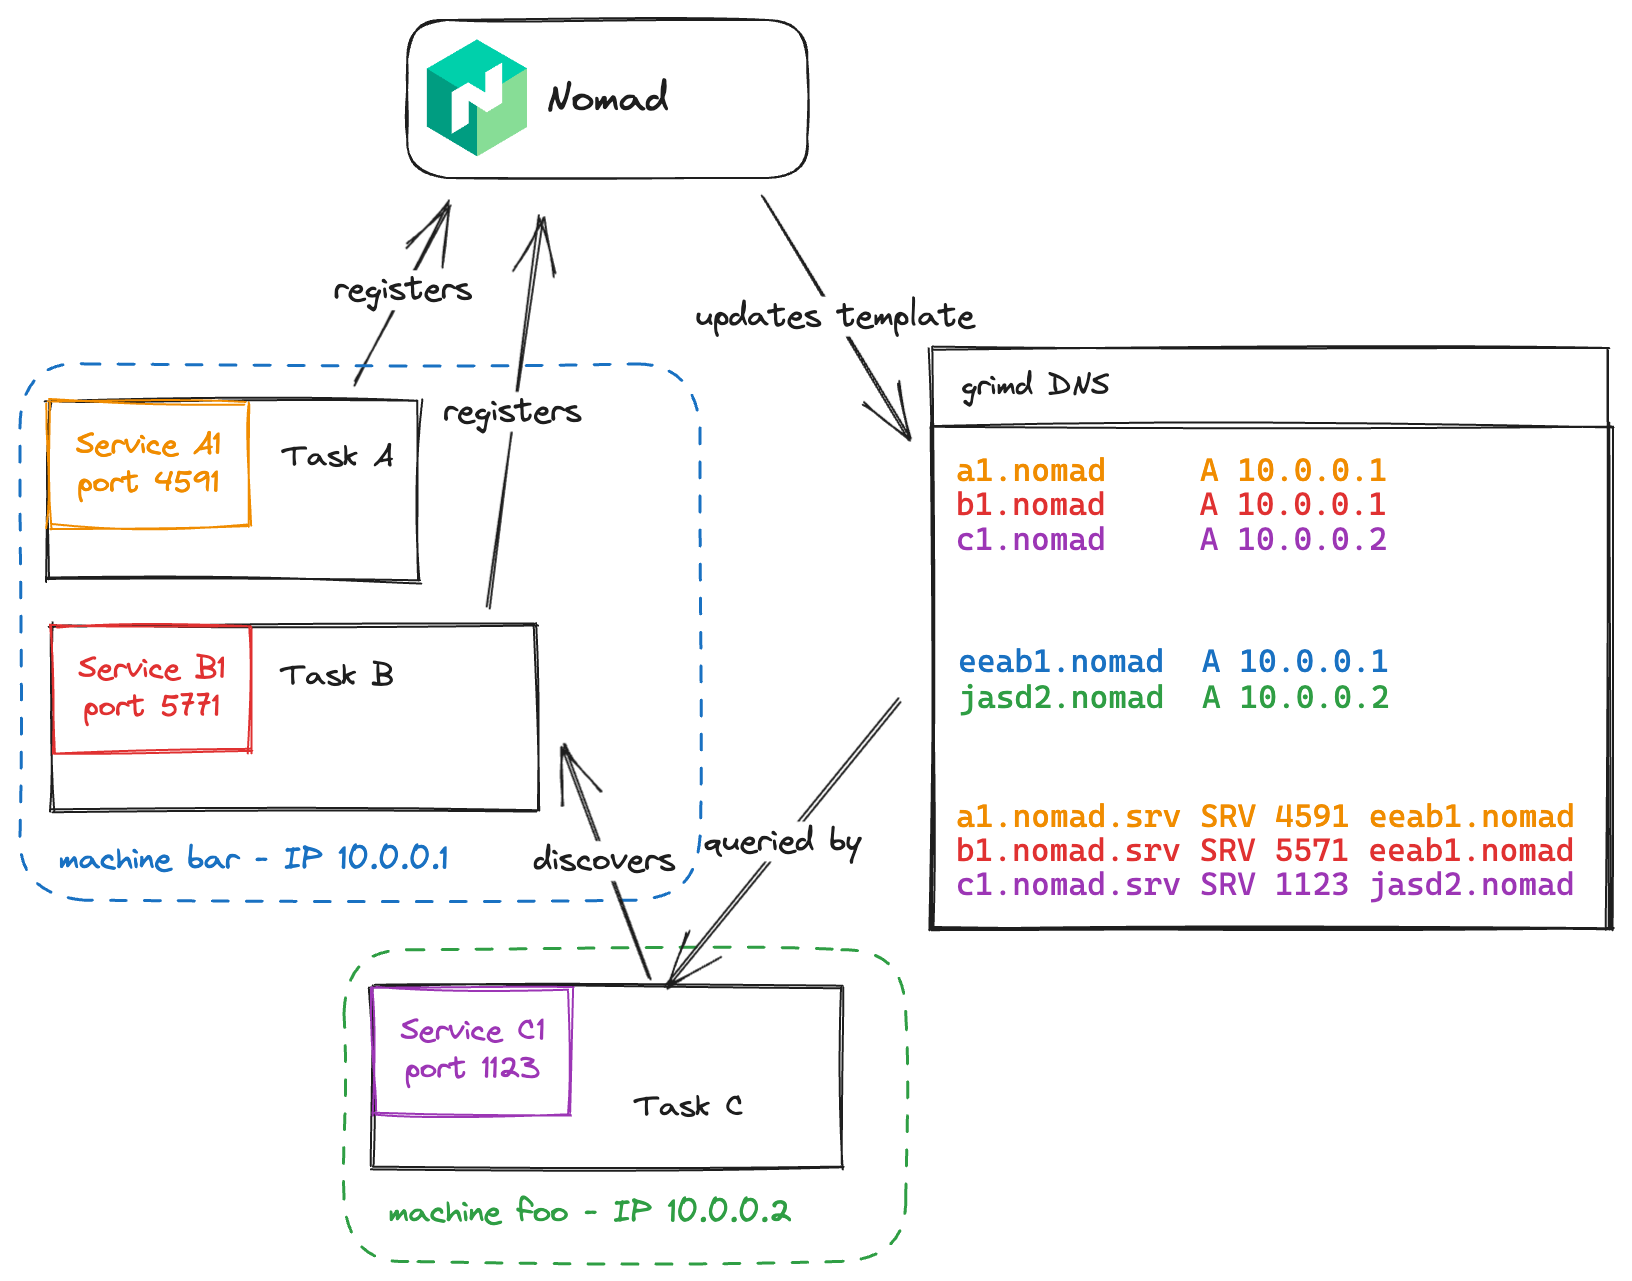 Nomad
registers
updates template
registers
grimd DNS
Service A1
port 4591
Task A
a1.nomad A 10.0.0.1
b1.nomad A 10.0.0.1
c1.nomad A 10.0.0.2
eeab1.nomad A 10.0.0.1
jasd2.nomad A 10.0.0.2
a1.nomad.srv SRV 4591 eeab1.nomad
b1.nomad.srv SRV 5571 eeab1.nomad
c1.nomad.srv SRV 1123 jasd2.nomad
Service B1
port 5771
Task B
machine bar - IP 10.0.0.1
discovers
queried by
Service C1
port 1123
Task C
machine foo - IP 10.0.0.2